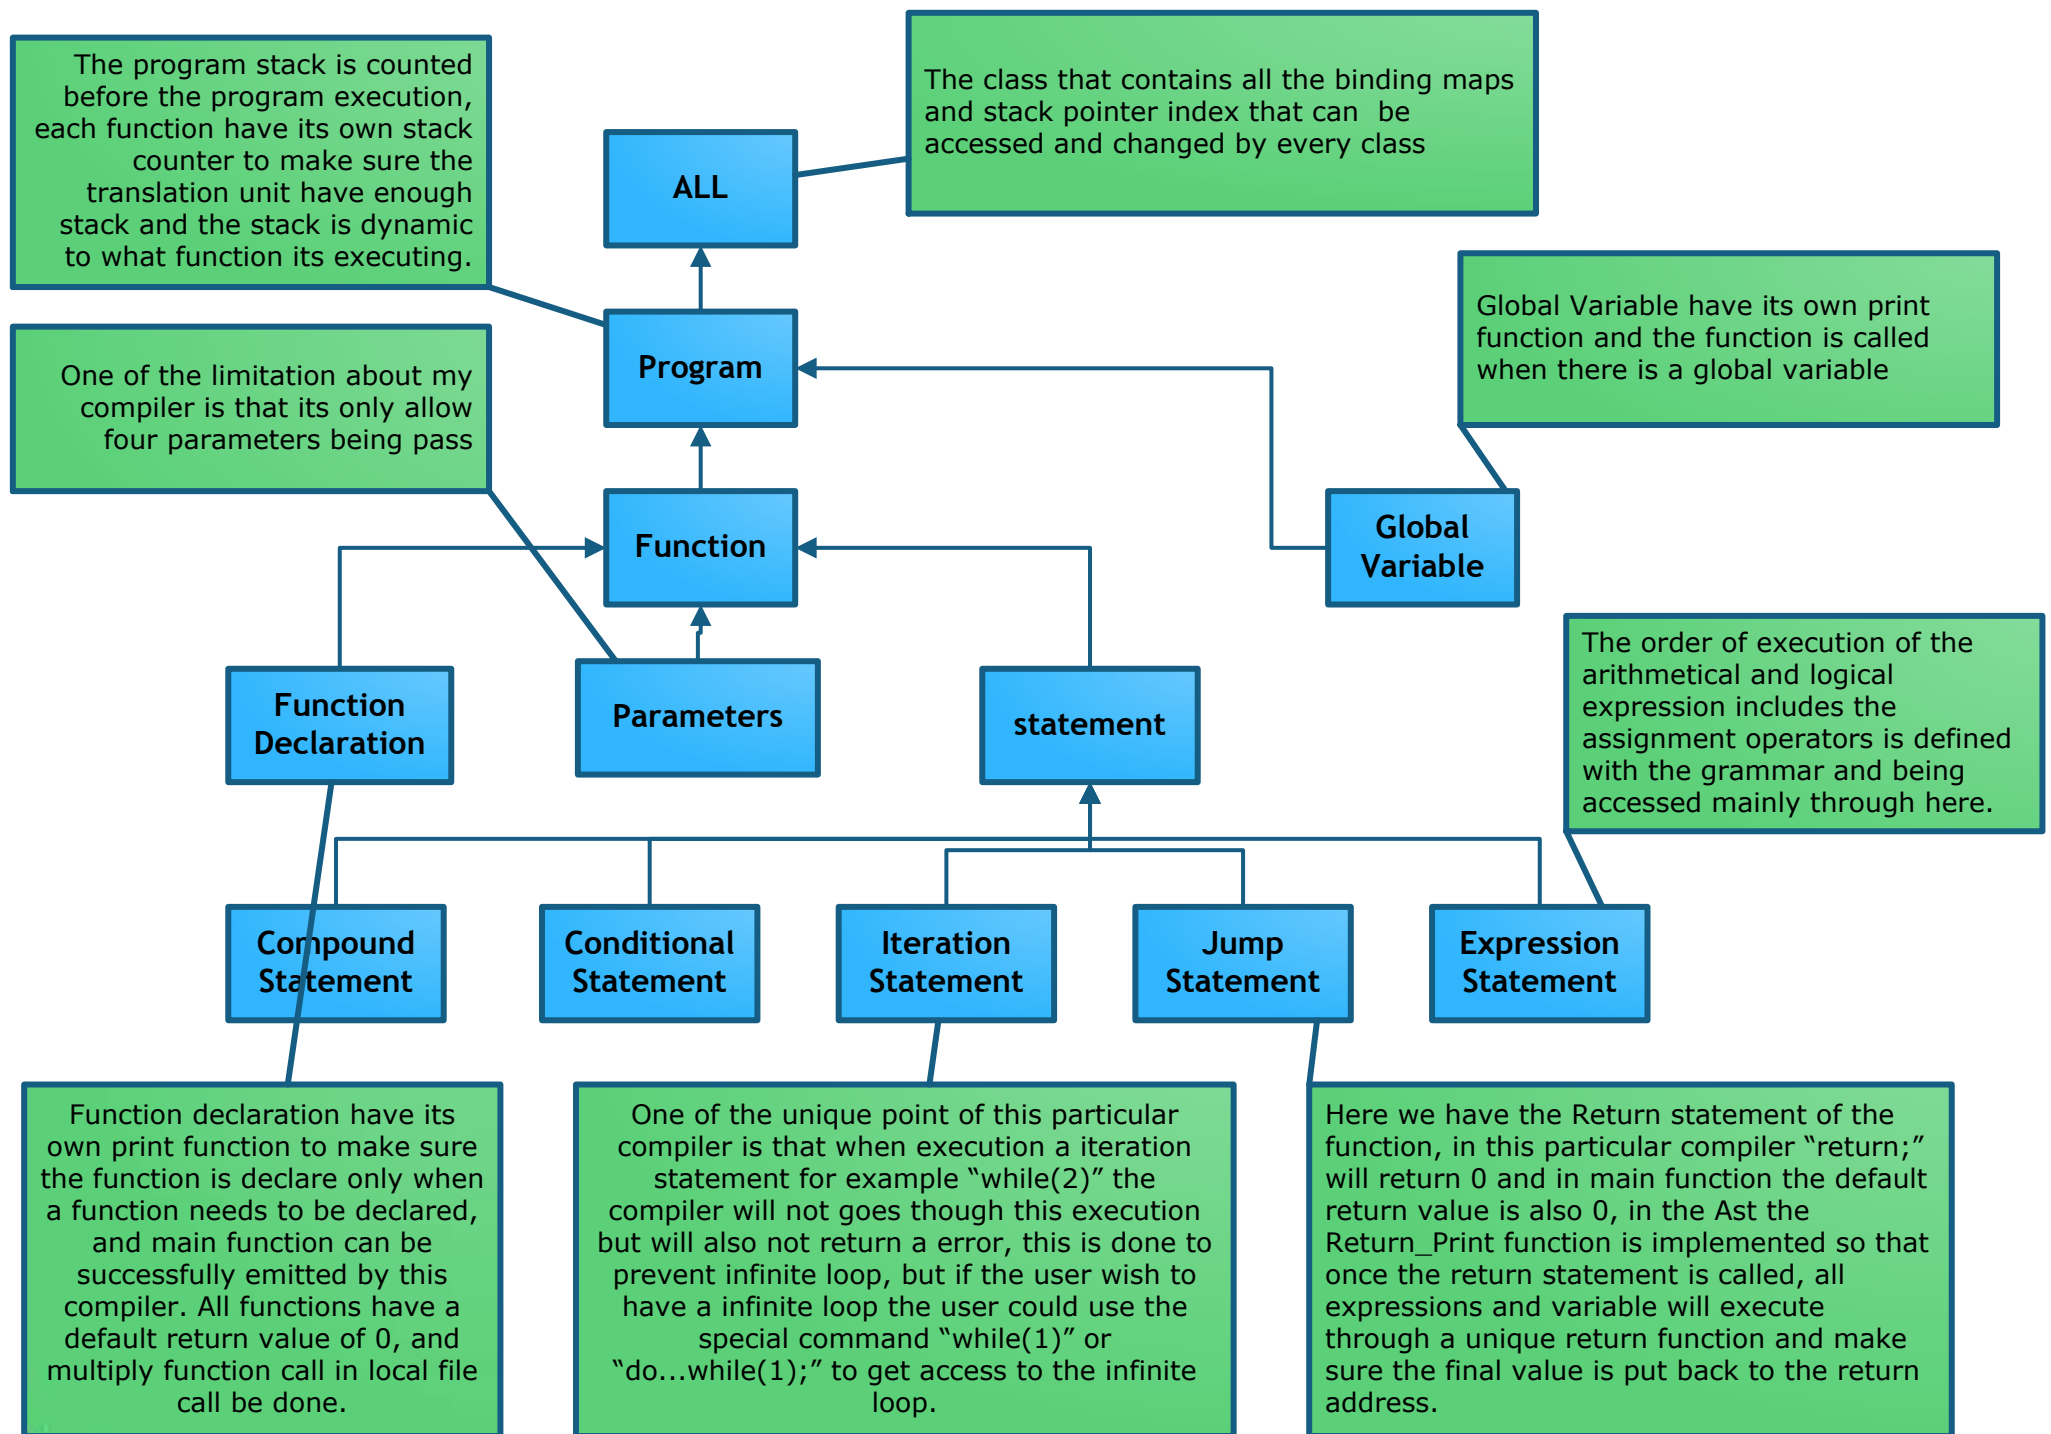 The class that contains all the binding maps
and stack pointer index that can  be
accessed and changed by every class
The program stack is counted
before the program execution,
each function have its own stack
counter to make sure the
translation unit have enough
stack and the stack is dynamic
to what function its executing.
ALL
Global Variable have its own print
function and the function is called
when there is a global variable
Program
One of the limitation about my
compiler is that its only allow
four parameters being pass
Function
Global
Variable
The order of execution of the
arithmetical and logical
expression includes the
assignment operators is defined
with the grammar and being
accessed mainly through here.
Function
Declaration
Parameters
statement
Compound
Statement
Conditional
Statement
Iteration
Statement
Jump
Statement
Expression
Statement
Function declaration have its
own print function to make sure
the function is declare only when
a function needs to be declared,
and main function can be
successfully emitted by this
compiler. All functions have a
default return value of 0, and
multiply function call in local file
call be done.
One of the unique point of this particular
compiler is that when execution a iteration
statement for example “while(2)” the
compiler will not goes though this execution
but will also not return a error, this is done to
prevent infinite loop, but if the user wish to
have a infinite loop the user could use the
special command “while(1)” or
“do...while(1);” to get access to the infinite
loop.
Here we have the Return statement of the
function, in this particular compiler “return;”
will return 0 and in main function the default
return value is also 0, in the Ast the
Return_Print function is implemented so that
once the return statement is called, all
expressions and variable will execute
through a unique return function and make
sure the final value is put back to the return
address.